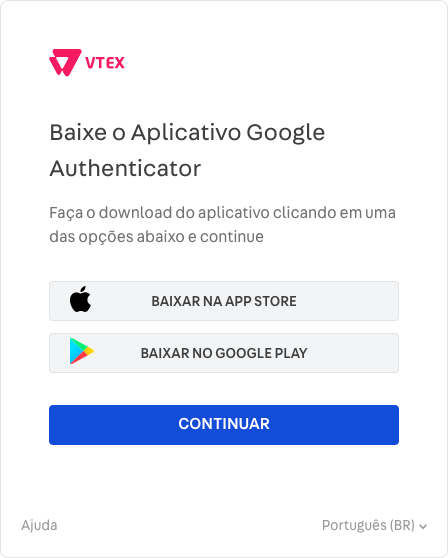 VTEX
Baixe o Aplicativo Google
Authenticator
Faça o download do aplicativo clicando em uma
das opções abaixo e continue
BAIXAR NA APP STORE
BAIXAR NO GOOGLE PLAY
CONTINUAR
Ajuda
Português (BR)